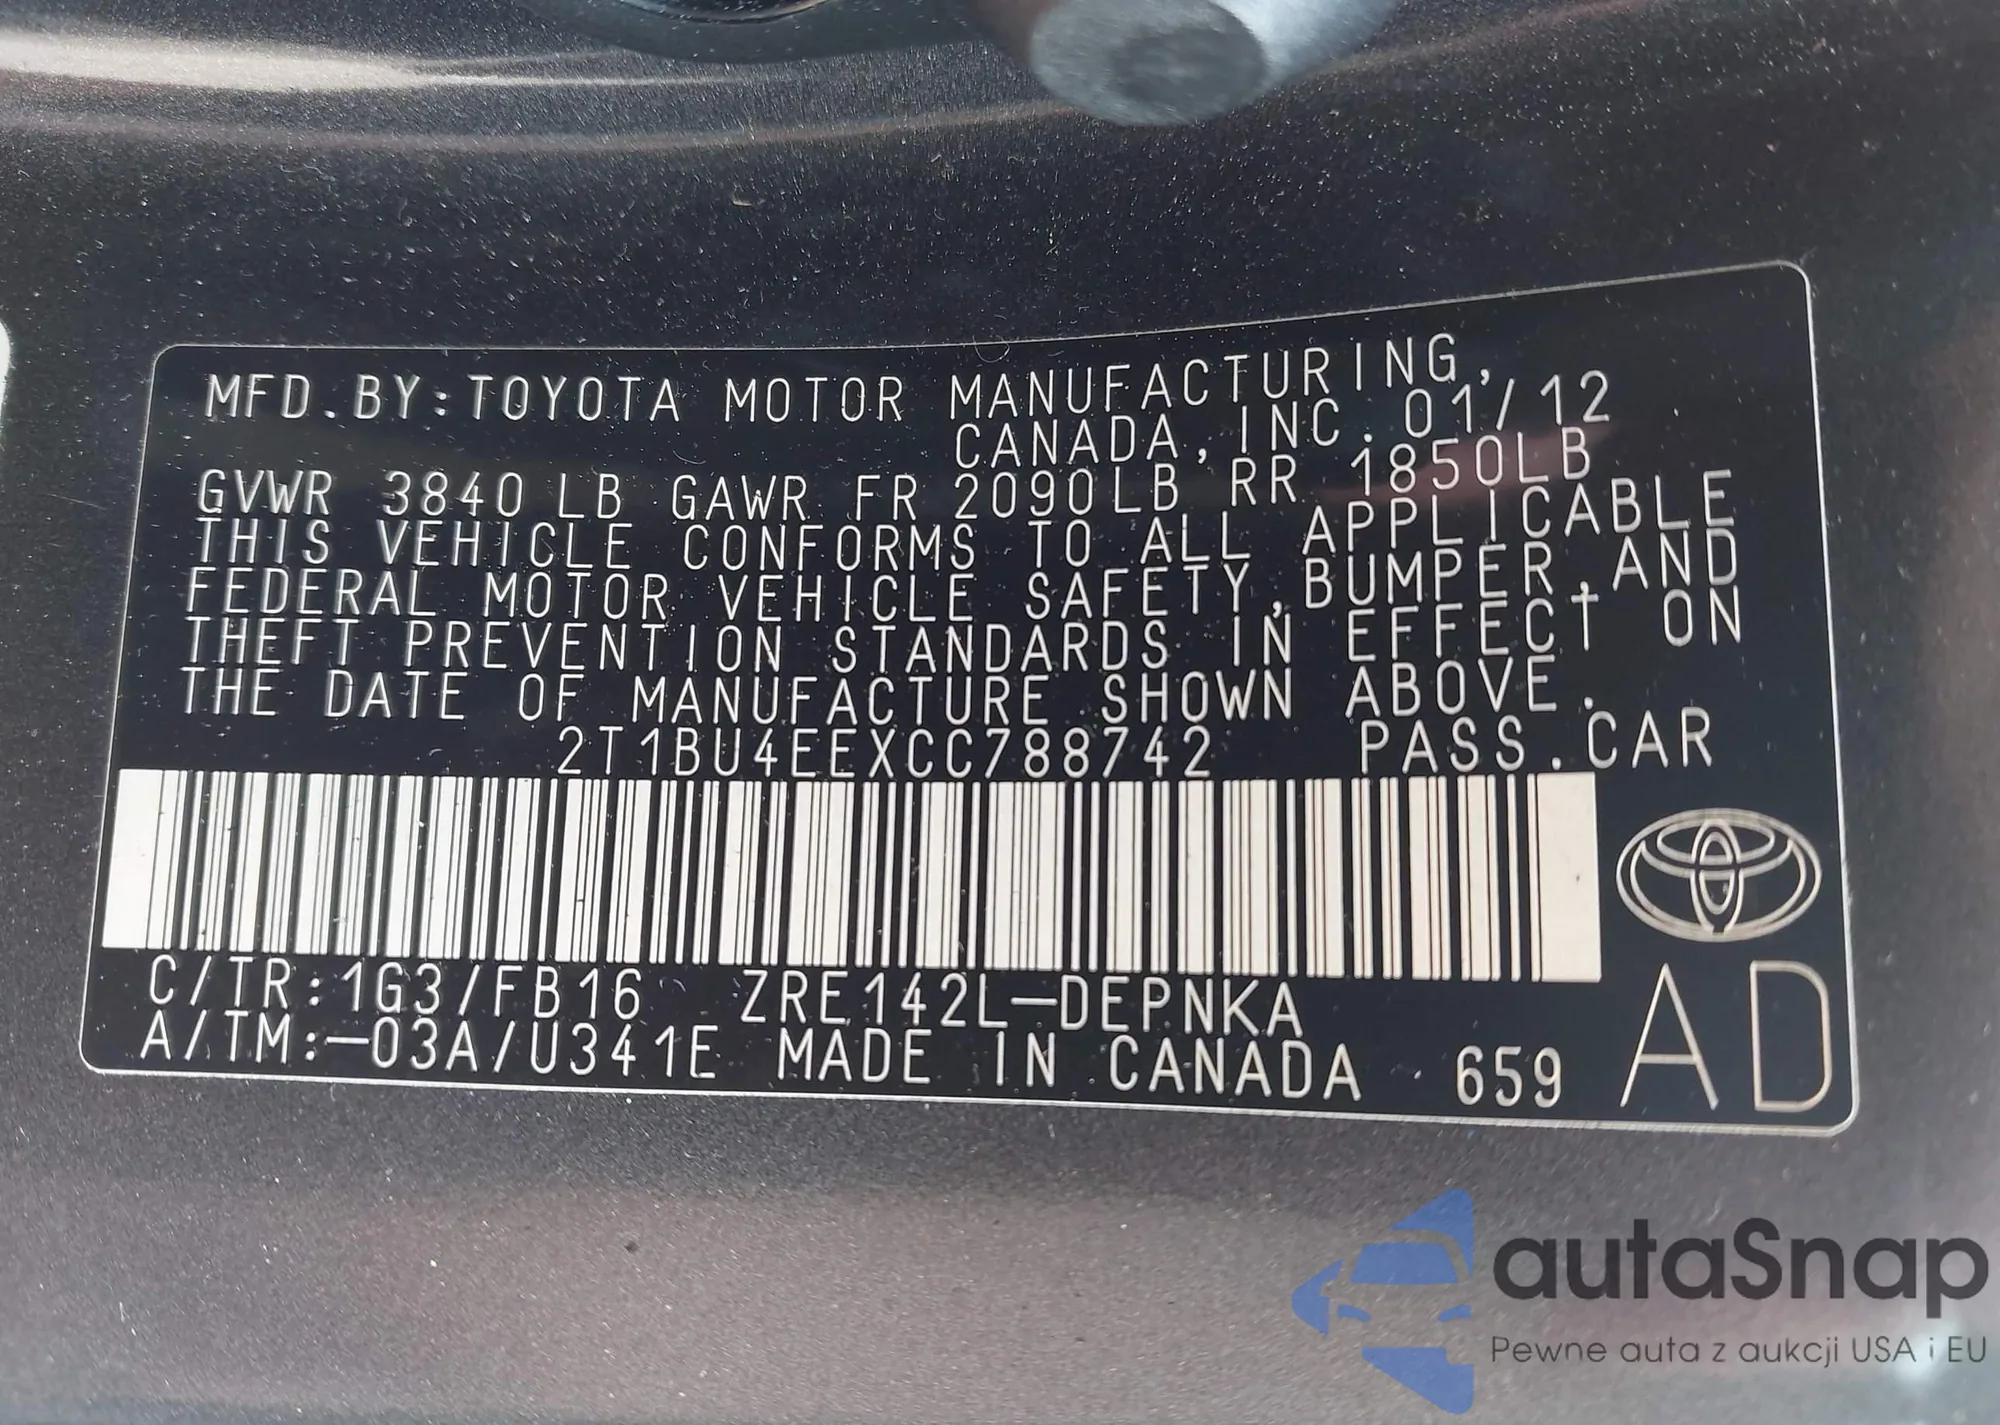 MFD.BY:TOYOTA MOTOR MANUFACTURING,
CANADA,INC. 01/12
GVWR 3840 LB GAWR FR 2090LB RR 1850LB
THIS VEHICLE CONFORMS TO ALL APPLICABLE
FEDERAL MOTOR VEHICLE SAFETY,BUMPER,AND
THEFT PREVENTION STANDARDS IN EFFECT ON
THE DATE OF MANUFACTURE SHOWN ABOVE.
2T1BU4EEXCC788742 PASS.CAR
C/TR:1G3/FB16 ZRE142L-DEPNKA
A/TM:-03A/U341E MADE IN CANADA 659 AD
autaSnap
Pewne auta z aukcji USA i EU